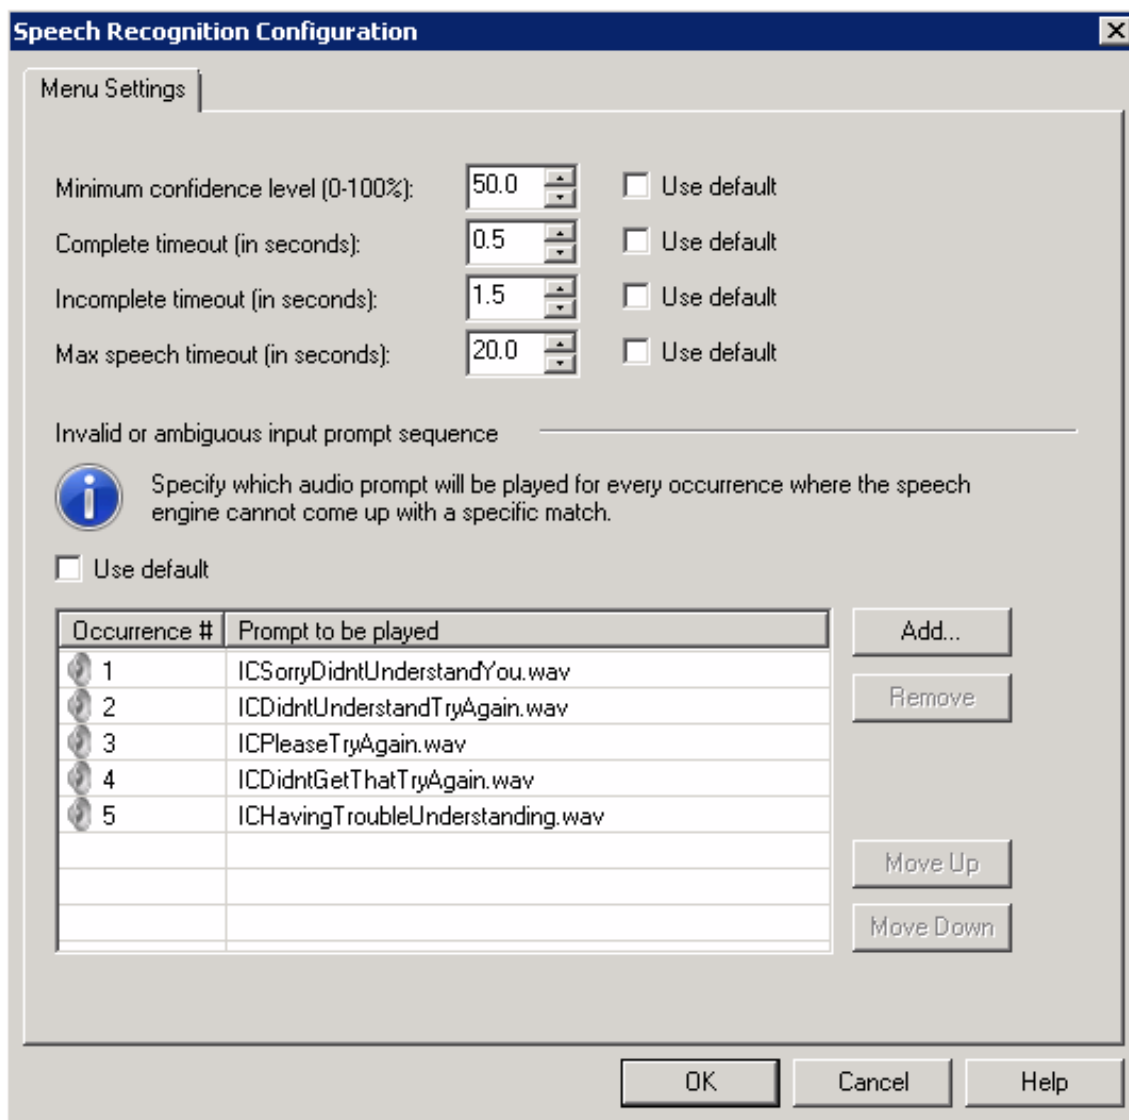 Speech Recognition Configuration
Menu Settings
Minimum confidence level (0-100%): 50.0 Use default
Complete timeout (in seconds): 0.5 Use default
Incomplete timeout (in seconds): 1.5 Use default
Max speech timeout (in seconds): 20.0 Use default
Invalid or ambiguous input prompt sequence
Specify which audio prompt will be played for every occurrence where the speech
engine cannot come up with a specific match.
Use default
Occurrence # Prompt to be played Add...
1 ICSorryDidntUnderstandYou.wav
2 ICDidntUnderstandTryAgain.wav Remove
3 ICPleaseTryAgain.wav
4 ICDidntGetThatTryAgain.wav
5 ICHavingTroubleUnderstanding.wav
Move Up
Move Down
OK Cancel Help